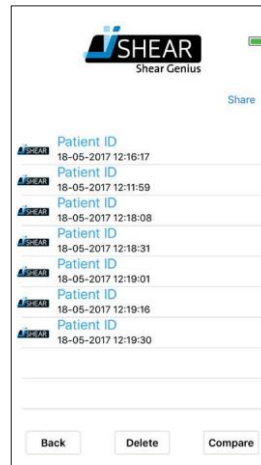 SHEAR
Shear Genius
Share
SHEAR
Patient ID
18-05-2017 12:16:17
SHEAR
Patient ID
18-05-2017 12:11:59
SHEAR
Patient ID
18-05-2017 12:18:08
SHEAR
Patient ID
18-05-2017 12:18:31
SHEAR
Patient ID
18-05-2017 12:19:01
SHEAR
Patient ID
18-05-2017 12:19:16
SHEAR
Patient ID
18-05-2017 12:19:30
Back Delete Compare